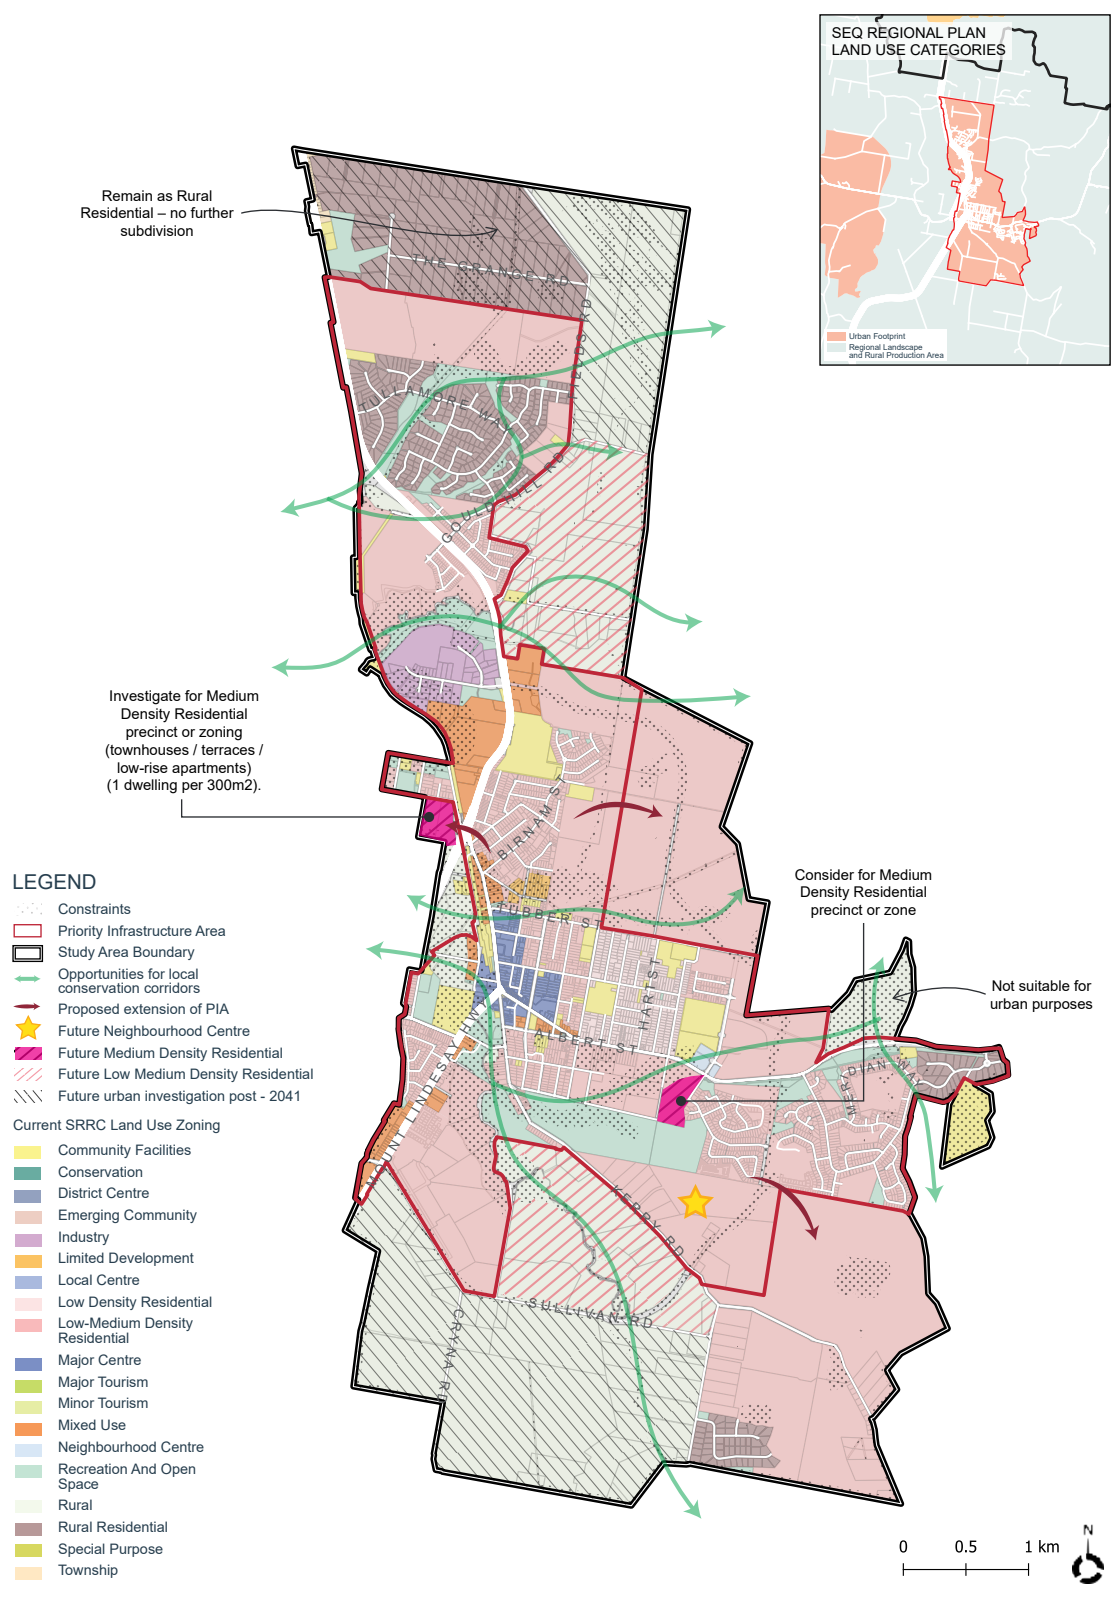 SEQ REGIONAL PLAN
LAND USE CATEGORIES
Urban Footprint
Regional Landscape
and Rural Production Area
Remain as Rural
Residential – no further
subdivision
THE GRANGE RD
FIELDS RD
TULLAMORE WAY
GOULD HILL RD
Investigate for Medium
Density Residential
precinct or zoning
(townhouses / terraces /
low-rise apartments)
(1 dwelling per 300m2).
BIRNAM ST
TUBBER ST
HART ST
ALBERT ST
MOUNT LINDESAY HWY
Consider for Medium
Density Residential
precinct or zone
Not suitable for
urban purposes
MERIDIAN WAY
KERRY RD
SULLIVAN RD
CRYNA RD
LEGEND
Constraints
Priority Infrastructure Area
Study Area Boundary
Opportunities for local
conservation corridors
Proposed extension of PIA
Future Neighbourhood Centre
Future Medium Density Residential
Future Low Medium Density Residential
Future urban investigation post - 2041
Current SRRC Land Use Zoning
Community Facilities
Conservation
District Centre
Emerging Community
Industry
Limited Development
Local Centre
Low Density Residential
Low-Medium Density
Residential
Major Centre
Major Tourism
Minor Tourism
Mixed Use
Neighbourhood Centre
Recreation And Open
Space
Rural
Rural Residential
Special Purpose
Township
0 0.5 1 km
N